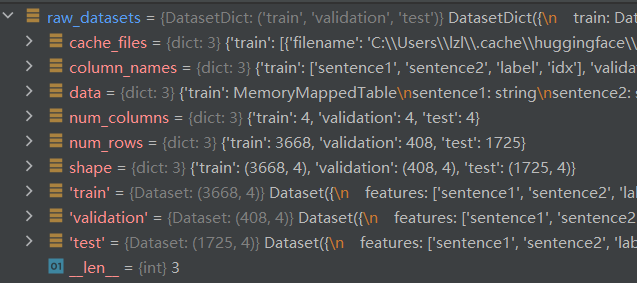 raw_datasets = {DatasetDict: ('train', 'validation', 'test')} DatasetDict({\n    train: Dat
cache_files = {dict: 3} {'train': [{'filename': 'C:\\Users\\lzl\\.cache\\huggingface\\
column_names = {dict: 3} {'train': ['sentence1', 'sentence2', 'label', 'idx'], 'valida
data = {dict: 3} {'train': MemoryMappedTable\nsentence1: string\nsentence2: s
num_columns = {dict: 3} {'train': 4, 'validation': 4, 'test': 4}
num_rows = {dict: 3} {'train': 3668, 'validation': 408, 'test': 1725}
shape = {dict: 3} {'train': (3668, 4), 'validation': (408, 4), 'test': (1725, 4)}
'train' = {Dataset: (3668, 4)} Dataset({\n    features: ['sentence1', 'sentence2', 'lab
'validation' = {Dataset: (408, 4)} Dataset({\n    features: ['sentence1', 'sentence2
'test' = {Dataset: (1725, 4)} Dataset({\n    features: ['sentence1', 'sentence2', 'lab
01 __len__ = {int} 3